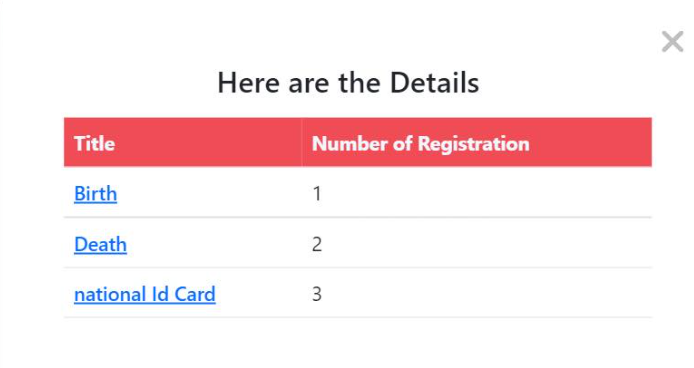 Here are the Details
Title Number of Registration
Birth 1
Death 2
national Id Card 3